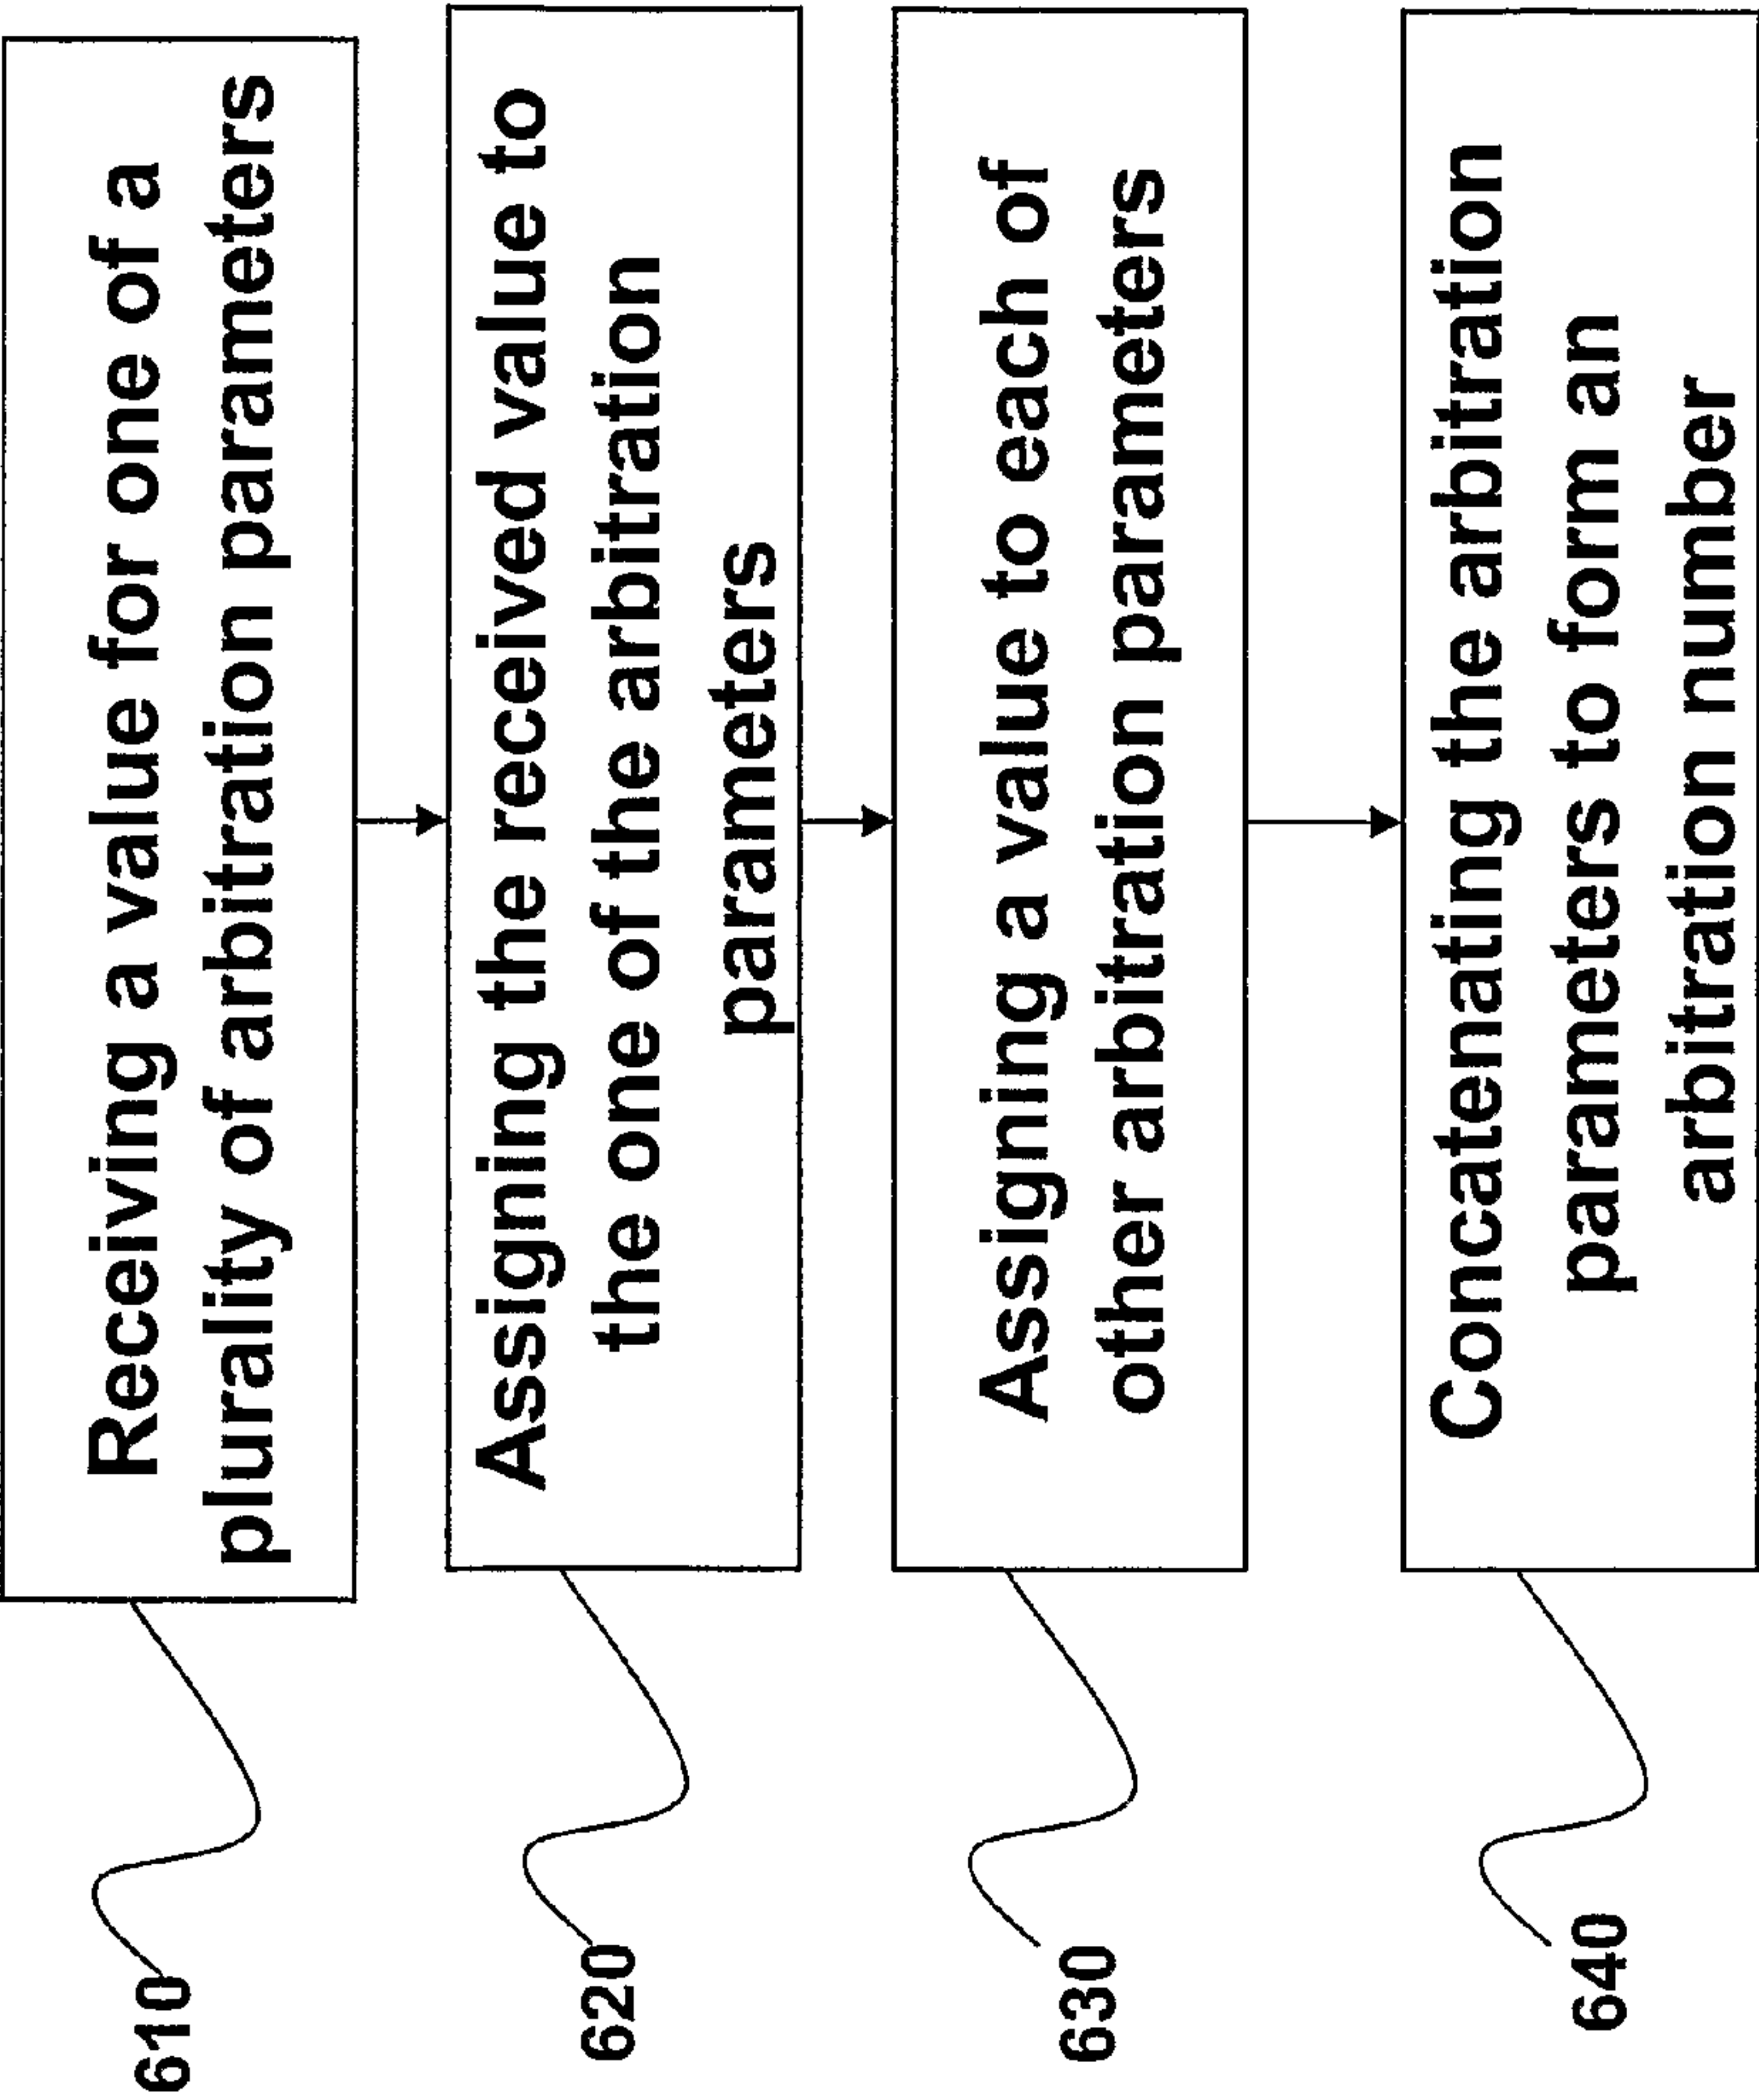 610
Receiving a value for one of a
plurality of arbitration parameters
620
Assigning the received value to
the one of the arbitration
parameters
630
Assigning a value to each of
other arbitration parameters
640
Concatenating the arbitration
parameters to form an
arbitration number